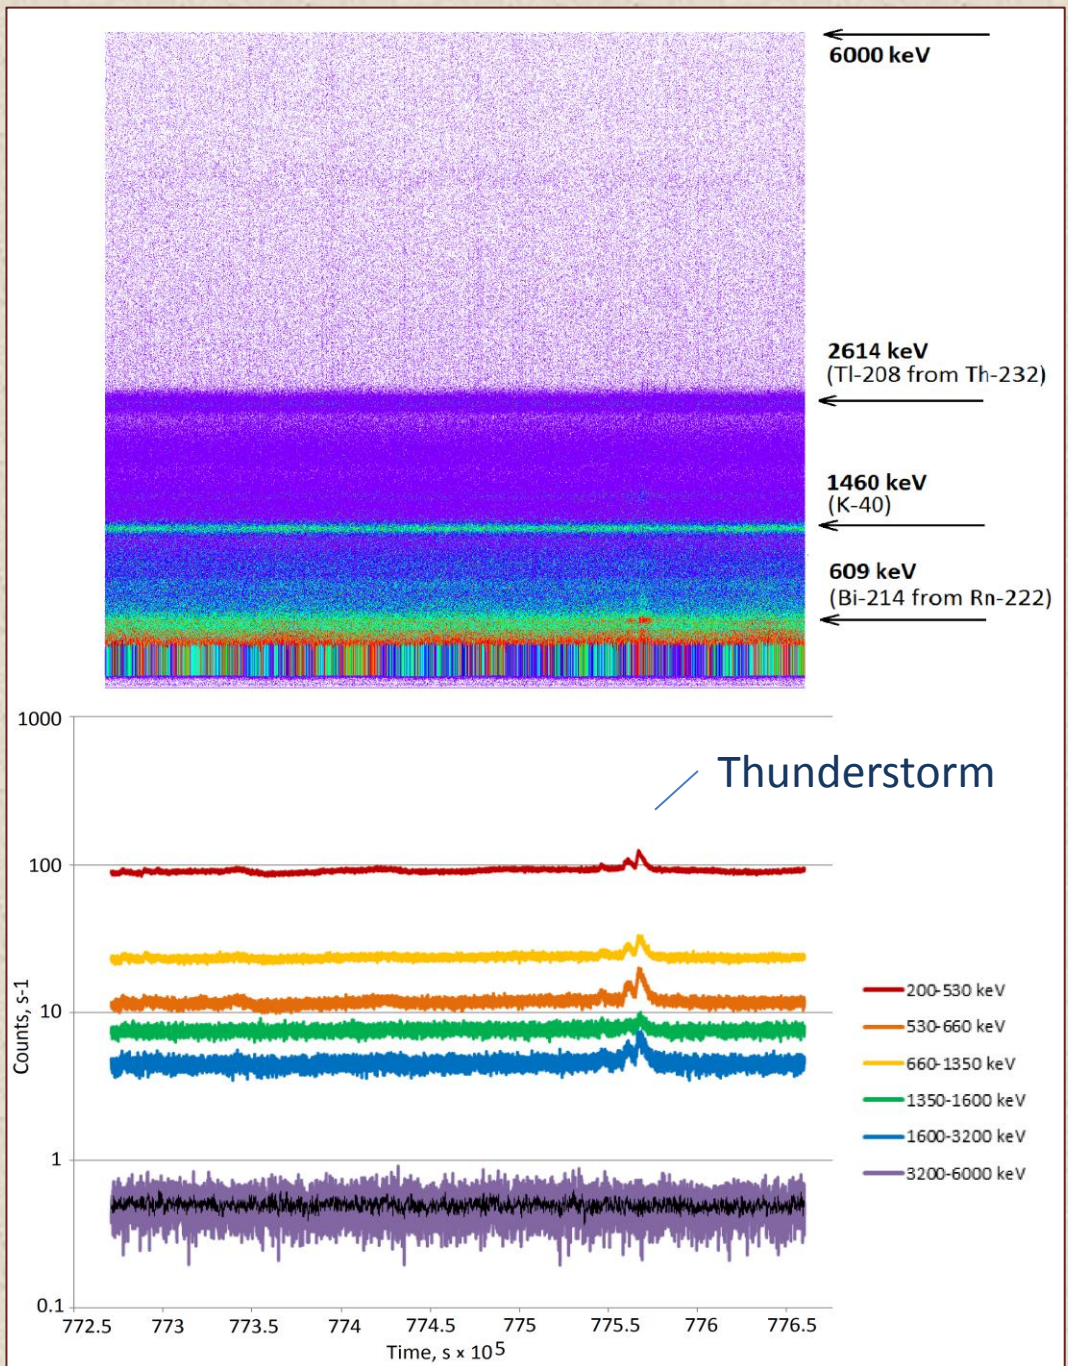 6000 keV
2614 keV
(Tl-208 from Th-232)
1460 keV
(K-40)
609 keV
(Bi-214 from Rn-222)
1000
Thunderstorm
100
10
1
0.1
Counts, s-1
200-530 keV
530-660 keV
660-1350 keV
1350-1600 keV
1600-3200 keV
3200-6000 keV
772.5 773 773.5 774 774.5 775 775.5 776 776.5
Time, s x 10⁵